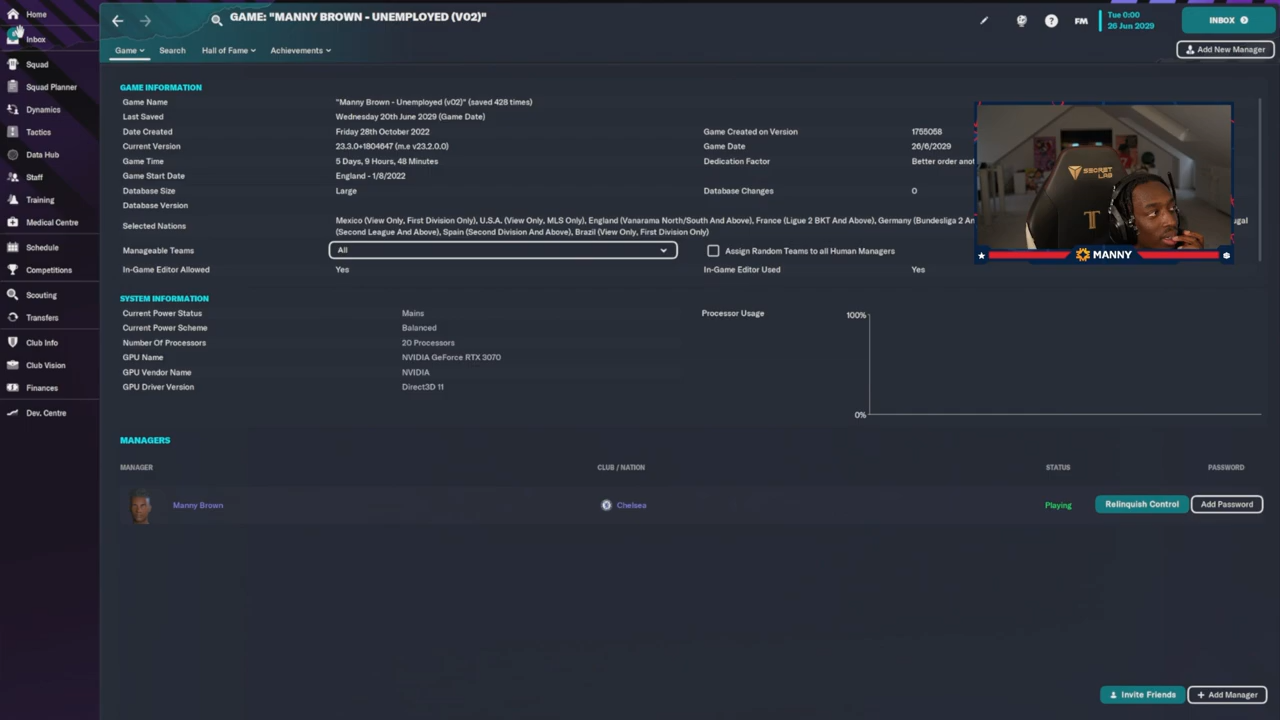 Home
GAME: "MANNY BROWN - UNEMPLOYED (V02)"
FM
Tue 0:00
26 Jun 2029
INBOX
Inbox
Game
Search
Hall of Fame
Achievements
Add New Manager
Squad
Squad Planner
Dynamics
Tactics
Data Hub
Staff
Training
Medical Centre
Schedule
Competitions
Scouting
Transfers
Club Info
Club Vision
Finances
Dev. Centre
GAME INFORMATION
Game Name "Manny Brown - Unemployed (v02)" (saved 428 times)
Last Saved Wednesday 20th June 2029 (Game Date)
Date Created Friday 28th October 2022 Game Created on Version 1755058
Current Version 23.3.0+1804647 (m.e v23.2.0.0) Game Date 26/6/2029
Game Time 5 Days, 9 Hours, 48 Minutes Dedication Factor Better order anot
Game Start Date England - 1/8/2022
Database Size Large Database Changes 0
Database Version
Selected Nations Mexico (View Only, First Division Only), U.S.A. (View Only, MLS Only), England (Vanarama North/South And Above), France (Ligue 2 BKT And Above), Germany (Bundesliga 2 An gal
(Second League And Above), Spain (Second Division And Above), Brazil (View Only, First Division Only)
Manageable Teams All Assign Random Teams to all Human Managers
In-Game Editor Allowed Yes In-Game Editor Used Yes
SECRET LAB
MANNY
SYSTEM INFORMATION
Current Power Status Mains Processor Usage 100%
Current Power Scheme Balanced
Number Of Processors 20 Processors
GPU Name NVIDIA GeForce RTX 3070
GPU Vendor Name NVIDIA
GPU Driver Version Direct3D 11
0%
MANAGERS
MANAGER CLUB / NATION STATUS PASSWORD
Manny Brown Chelsea Playing Relinquish Control Add Password
Invite Friends + Add Manager